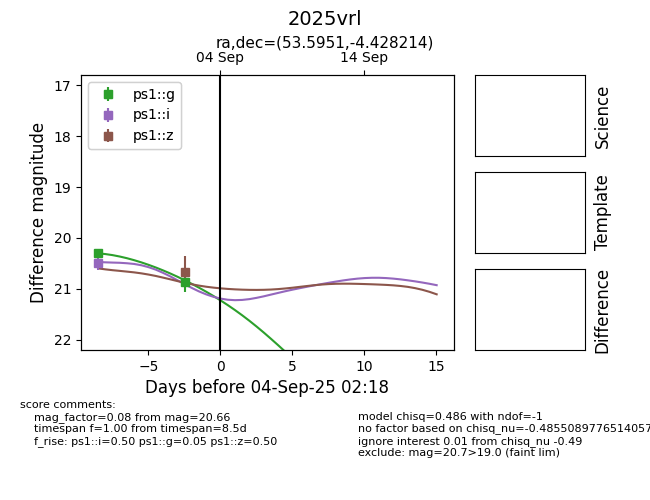 2025vrl
ra,dec=(53.5951,-4.428214)
04 Sep
14 Sep
17
18
19
20
21
22
Difference magnitude
ps1::g
ps1::i
ps1::z
−5
0
5
10
15
Days before 04-Sep-25 02:18
Science
Template
Difference
score comments:
mag_factor=0.08 from mag=20.66
timespan f=1.00 from timespan=8.5d
f_rise: ps1::i=0.50 ps1::g=0.05 ps1::z=0.50
model chisq=0.486 with ndof=-1
no factor based on chisq_nu=-0.4855089776514057
ignore interest 0.01 from chisq_nu -0.49
exclude: mag=20.7>19.0 (faint lim)